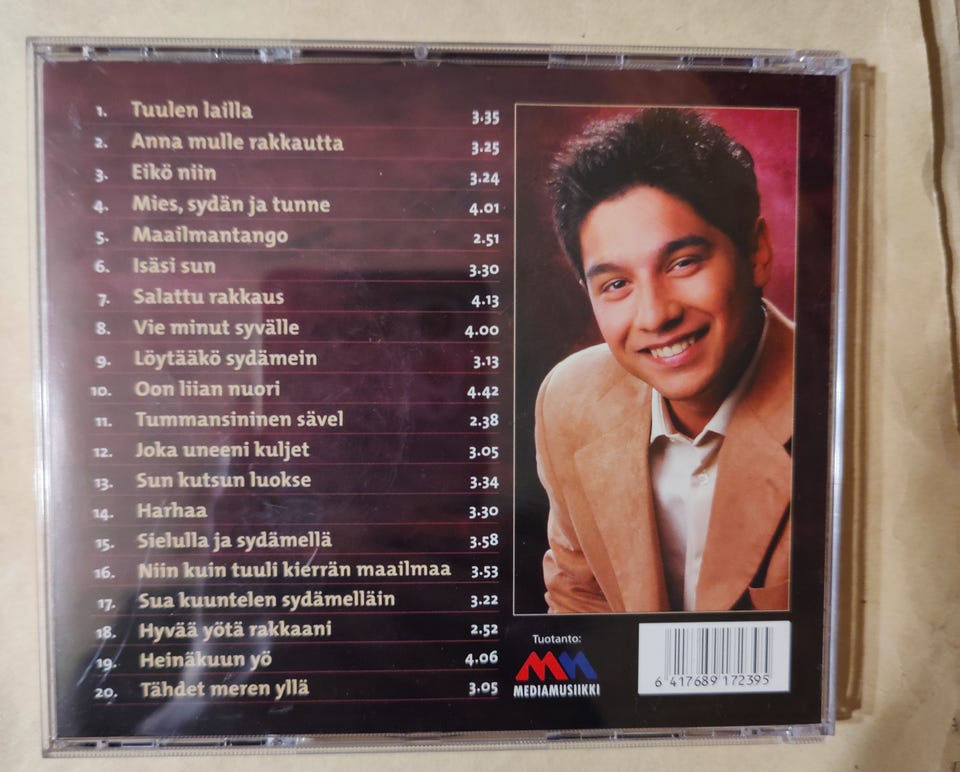 1. Tuulen lailla 3.35
2. Anna mulle rakkautta 3.25
3. Eikö niin 3.24
4. Mies, sydän ja tunne 4.01
5. Maailmantango 2.51
6. Isäsi sun 3.30
7. Salattu rakkaus 4.13
8. Vie minut syvälle 4.00
9. Löytääkö sydämein 3.13
10. Oon liian nuori 4.42
11. Tummansininen sävel 2.38
12. Joka uneeni kuljet 3.05
13. Sun kutsun luokse 3.34
14. Harhaa 3.30
15. Sielulla ja sydämellä 3.58
16. Niin kuin tuuli kierrän maailmaa 3.53
17. Sua kuuntelen sydämelläin 3.22
18. Hyvää yötä rakkaani 2.52
19. Heinäkuun yö 4.06
20. Tähdet meren yllä 3.05
Tuotanto:
MM
MEDIAMUSIIKKI
6 417689 172395